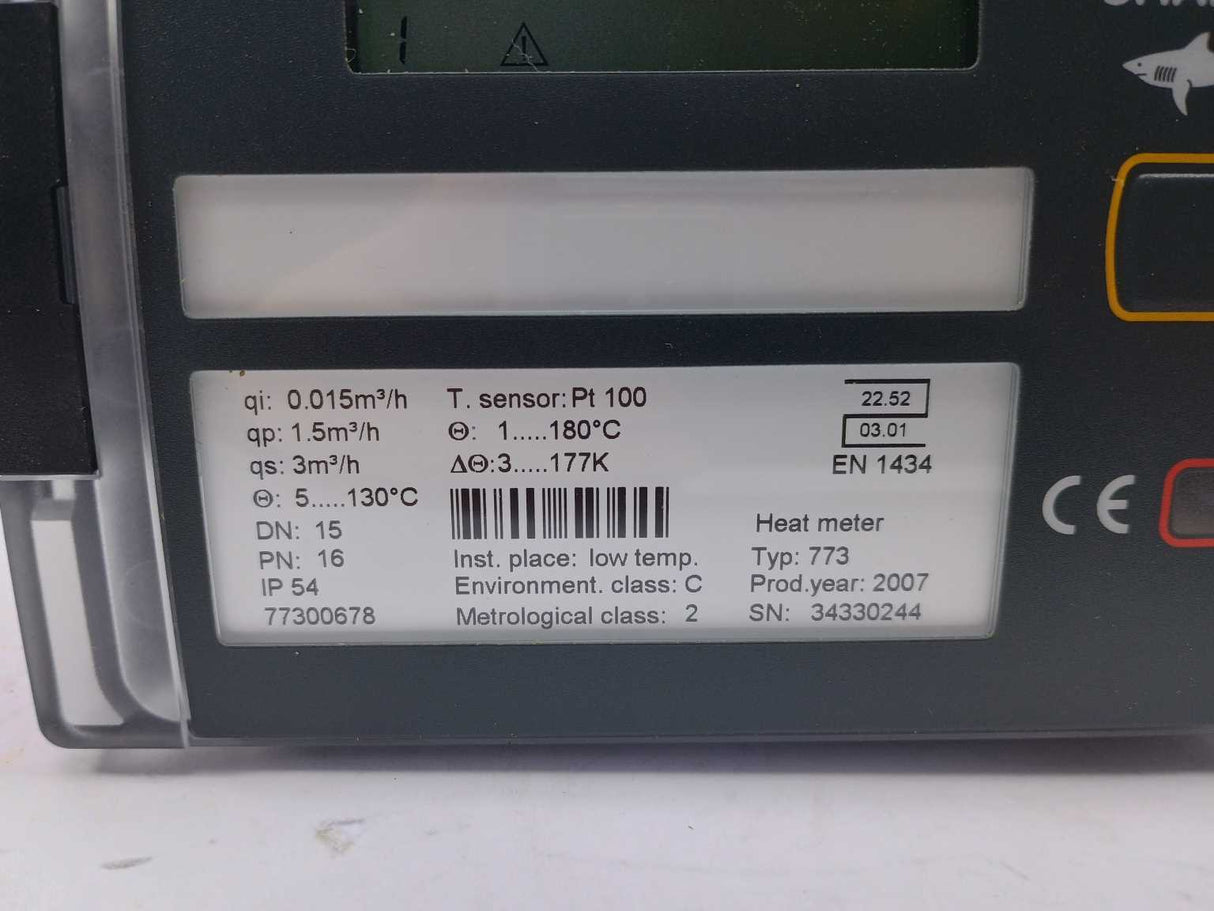 1
qi: 0.015m³/h
qp: 1.5m³/h
qs: 3m³/h
Θ: 5.....130°C
DN: 15
PN: 16
IP 54
77300678
T. sensor: Pt 100
Θ: 1.....180°C
ΔΘ:3.....177K
Inst. place: low temp.
Environment. class: C
Metrological class: 2
22.52
03.01
EN 1434
Heat meter
Typ: 773
Prod.year: 2007
SN: 34330244
CE